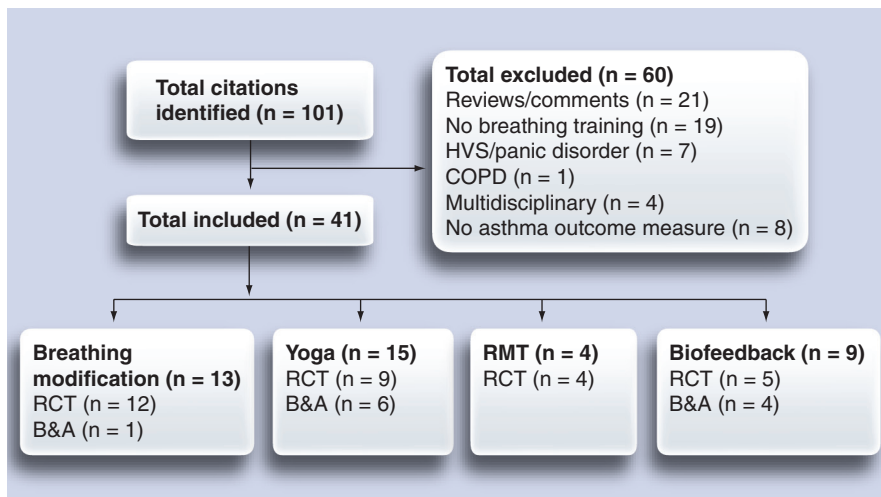 Total citations
identified (n = 101)
Total excluded (n = 60)
Reviews/comments (n = 21)
No breathing training (n = 19)
HVS/panic disorder (n = 7)
COPD (n = 1)
Multidisciplinary (n = 4)
No asthma outcome measure (n = 8)
Total included (n = 41)
Breathing
modification (n = 13)
RCT (n = 12)
B&A (n = 1)
Yoga (n = 15)
RCT (n = 9)
B&A (n = 6)
RMT (n = 4)
RCT (n = 4)
Biofeedback (n = 9)
RCT (n = 5)
B&A (n = 4)